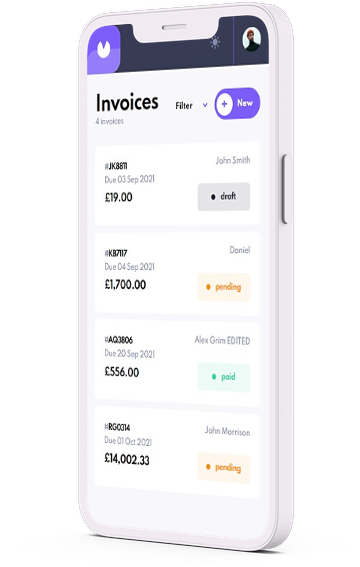 Invoices
4 invoices
Filter
New
#JK8811
John Smith
Due 03 Sep 2021
£19.00
draft
#KB7117
Daniel
Due 04 Sep 2021
£1,700.00
pending
#AQ3806
Alex Grim EDITED
Due 20 Sep 2021
£556.00
paid
#RG0314
John Morrison
Due 01 Oct 2021
£14,002.33
pending